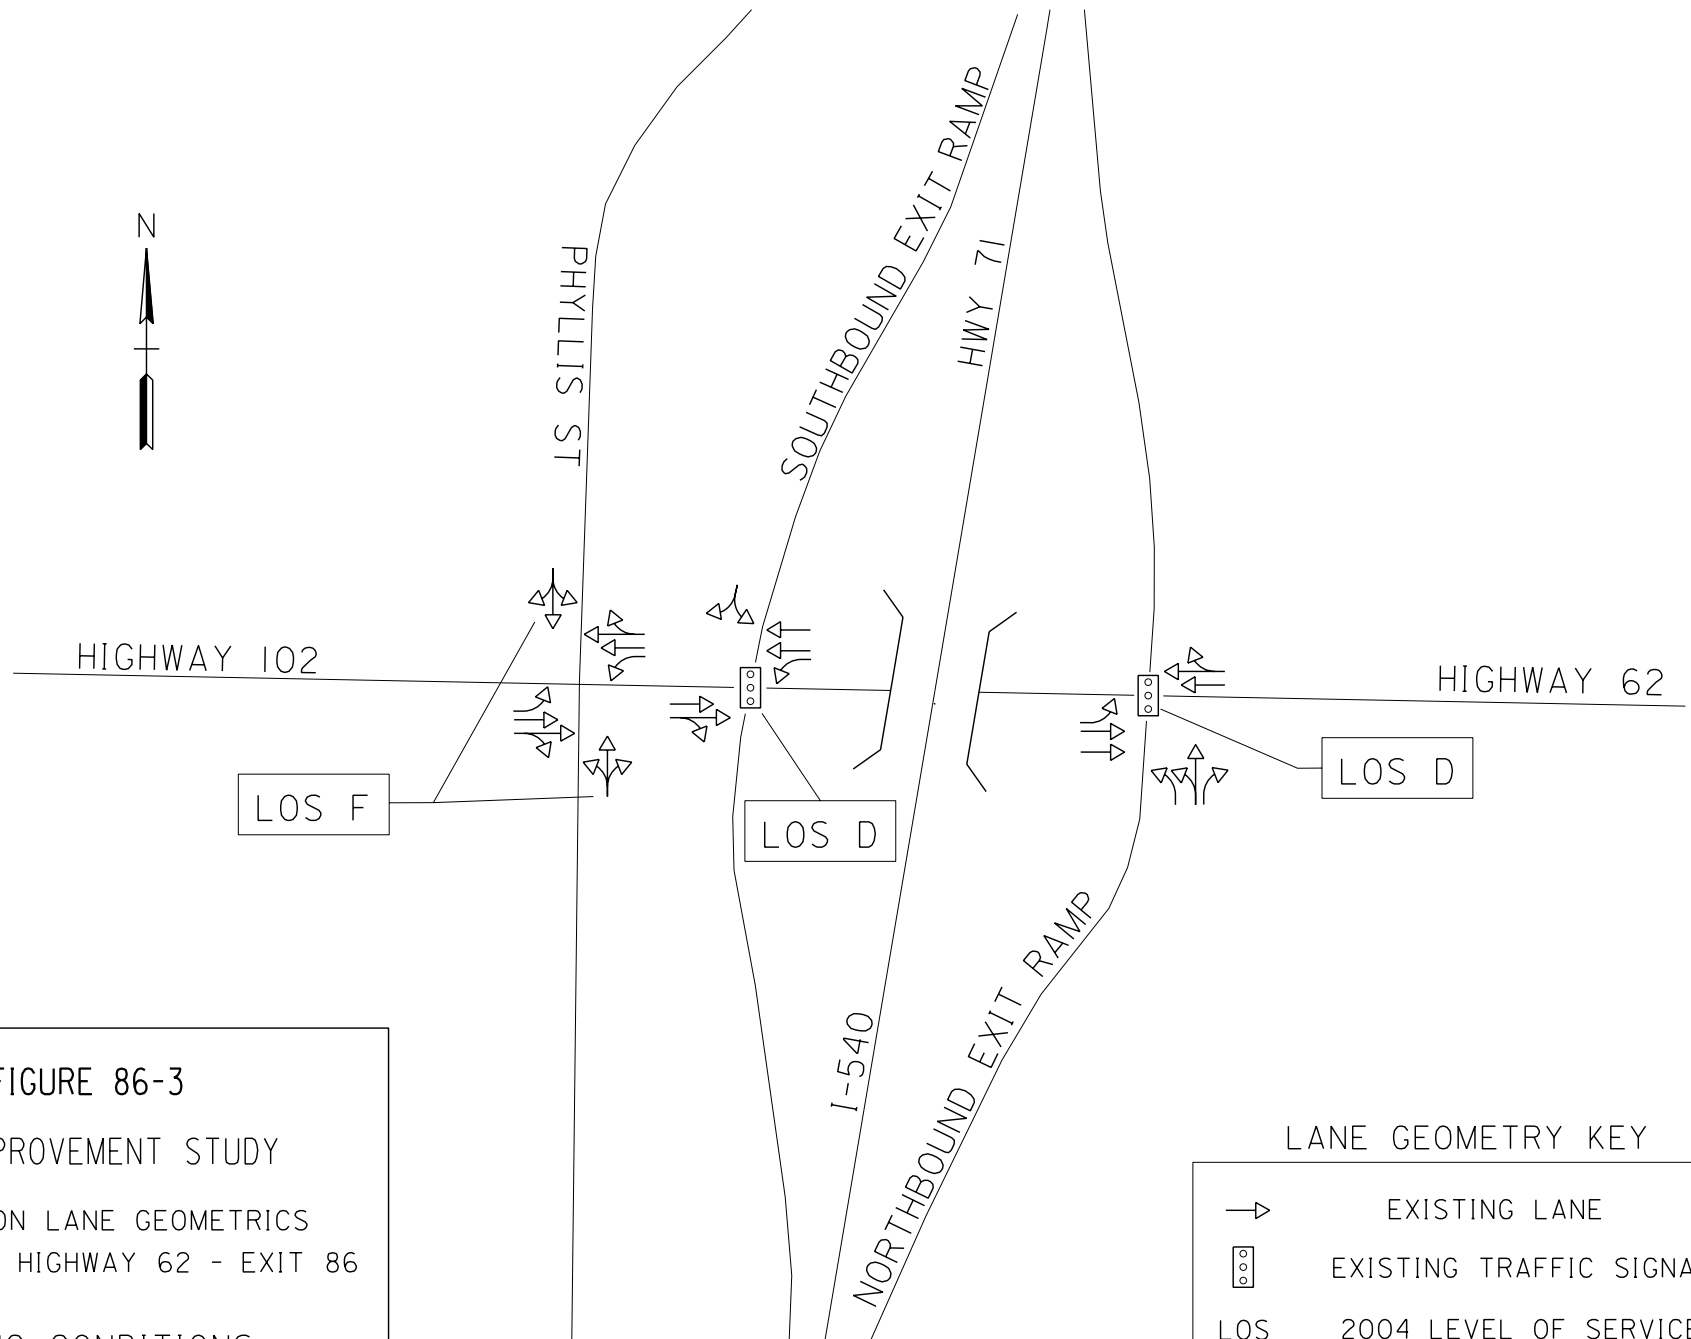 N
PHYLLIS ST
SOUTHBOUND EXIT RAMP
HWY 71
HIGHWAY 102
HIGHWAY 62
LOS F
LOS D
LOS D
I-540
NORTHBOUND EXIT RAMP
FIGURE 86-3
PROVEMENT STUDY
ON LANE GEOMETRICS
HIGHWAY 62 - EXIT 86
CONDITIONS
LANE GEOMETRY KEY
EXISTING LANE
EXISTING TRAFFIC SIGNA
LOS 2004 LEVEL OF SERVICE